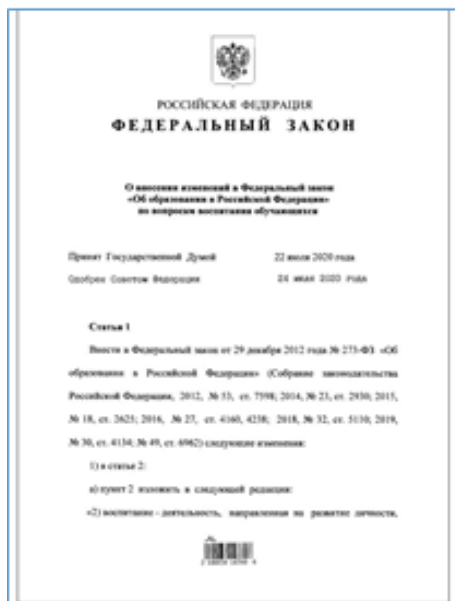 РОССИЙСКАЯ ФЕДЕРАЦИЯ
ФЕДЕРАЛЬНЫЙ ЗАКОН
О внесении изменений в Федеральный закон
«Об образовании в Российской Федерации»
по вопросам воспитания обучающихся
Принят Государственной Думой 22 июля 2020 года
Одобрен Советом Федерации 24 июля 2020 года
Статья 1
Внести в Федеральный закон от 29 декабря 2012 года № 273-ФЗ «Об
образовании в Российской Федерации» (Собрание законодательства
Российской Федерации, 2012, № 53, ст. 7598; 2014, № 23, ст. 2930; 2015,
№ 18, ст. 2625; 2016, № 27, ст. 4160, 4238; 2018, № 32, ст. 5110; 2019,
№ 30, ст. 4134; № 49, ст. 6962) следующие изменения:
1) в статье 2:
а) пункт 2 изложить в следующей редакции:
«2) воспитание - деятельность, направленная на развитие личности,